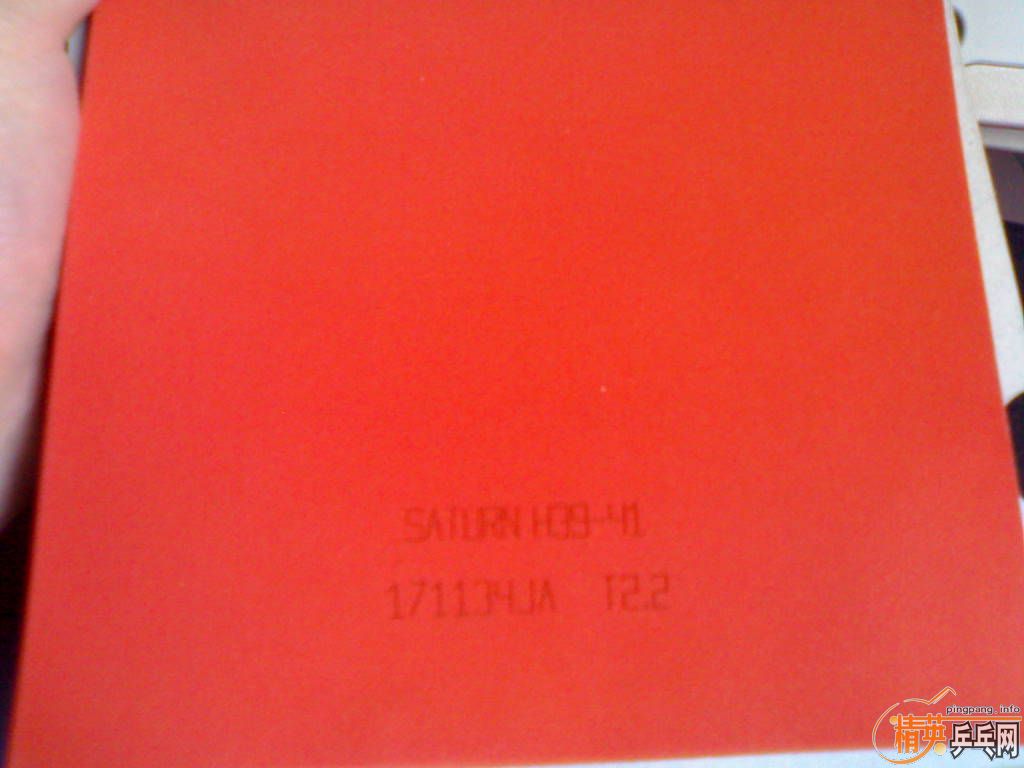 SATURN H39-41
171134JA T2.2
pingpang.info
精英乒乓网